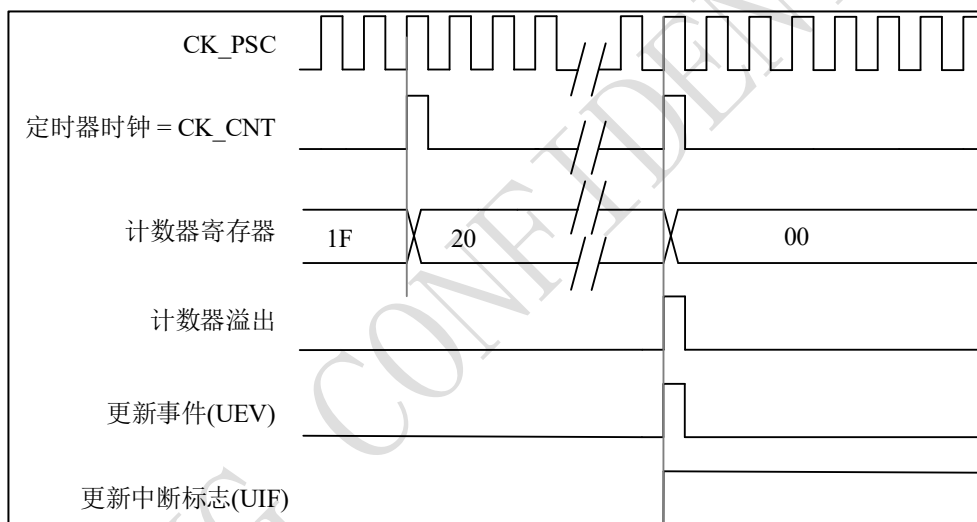 CK_PSC
定时器时钟 = CK_CNT
计数器寄存器
1F 20 00
计数器溢出
更新事件(UEV)
更新中断标志(UIF)
CONFIDEN